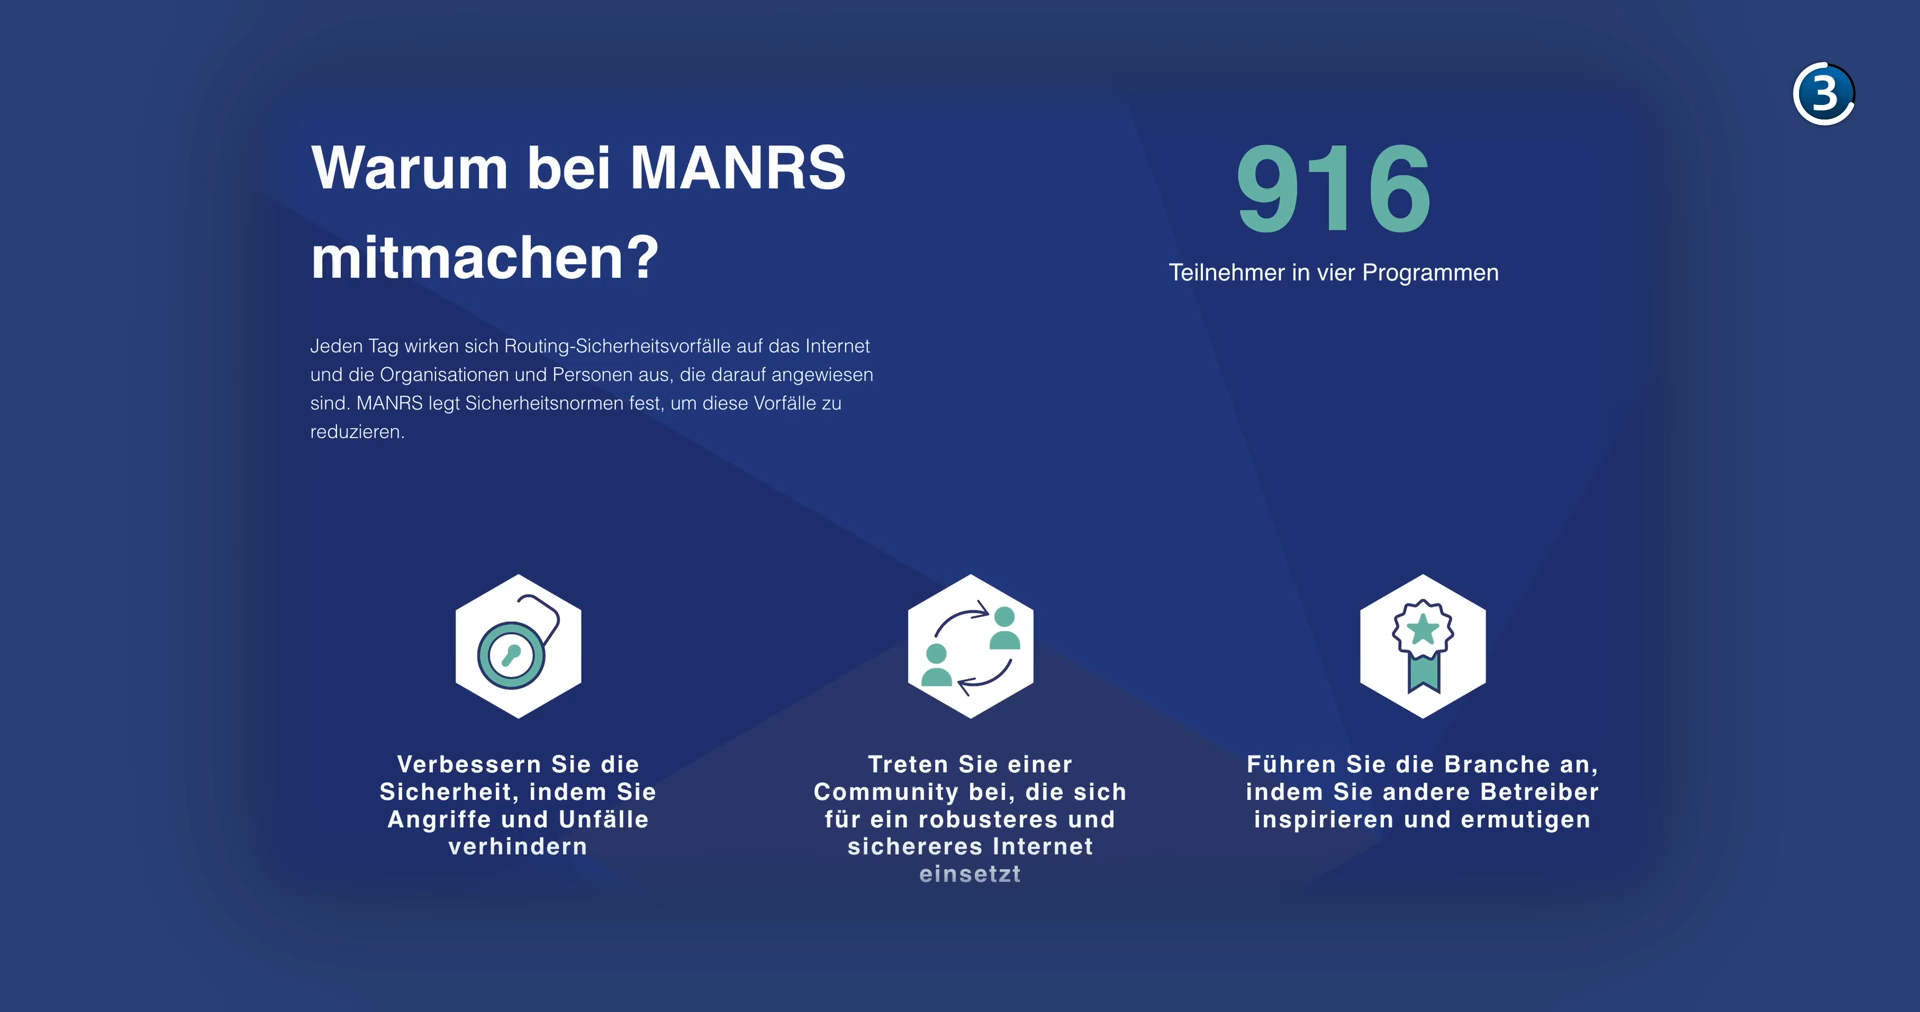 3
Warum bei MANRS
mitmachen?
916
Teilnehmer in vier Programmen
Jeden Tag wirken sich Routing-Sicherheitsvorfälle auf das Internet
und die Organisationen und Personen aus, die darauf angewiesen
sind. MANRS legt Sicherheitsnormen fest, um diese Vorfälle zu
reduzieren.
Verbessern Sie die
Sicherheit, indem Sie
Angriffe und Unfälle
verhindern
Treten Sie einer
Community bei, die sich
für ein robusteres und
sichereres Internet
einsetzt
Führen Sie die Branche an,
indem Sie andere Betreiber
inspirieren und ermutigen